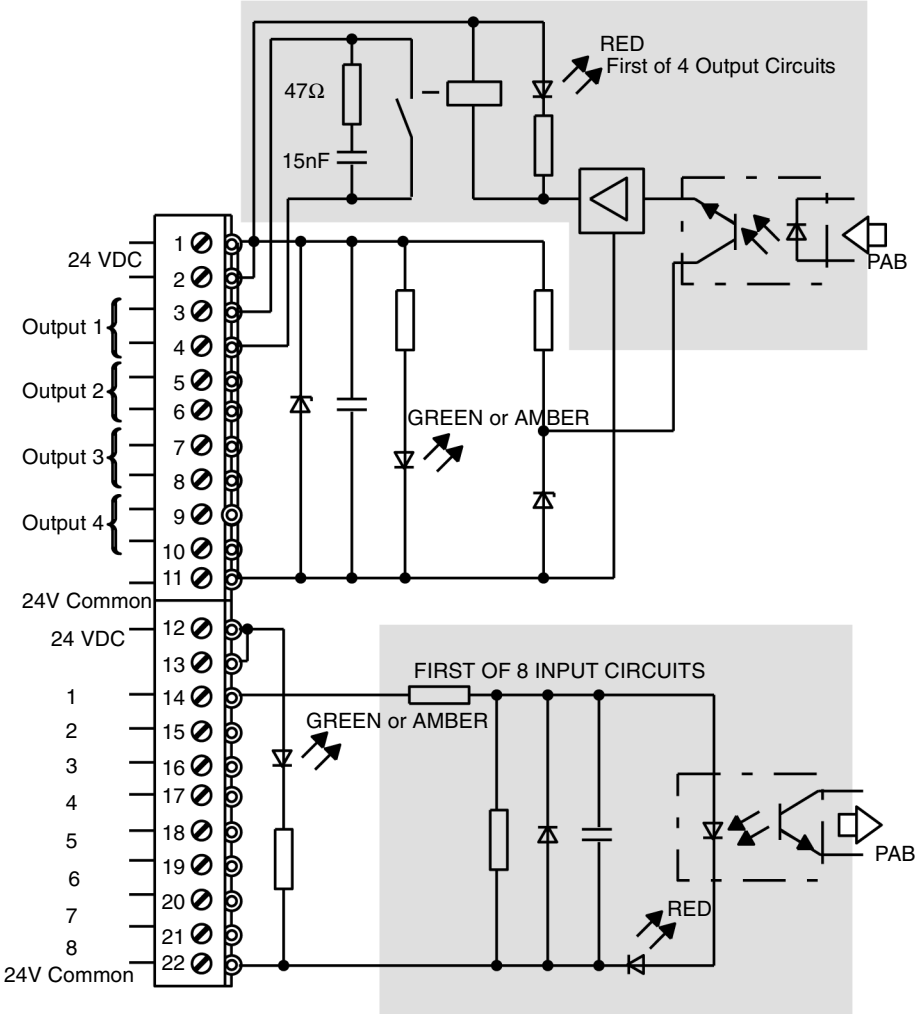 RED
First of 4 Output Circuits
47Ω
15nF
PAB
1
24 VDC
2
3
Output 1
4
5
Output 2
6
GREEN or AMBER
7
Output 3
8
9
Output 4
10
11
24V Common
12
24 VDC
13
FIRST OF 8 INPUT CIRCUITS
1 14
GREEN or AMBER
2 15
3 16
4 17
5 18
PAB
6 19
7 20
RED
8 21
22
24V Common